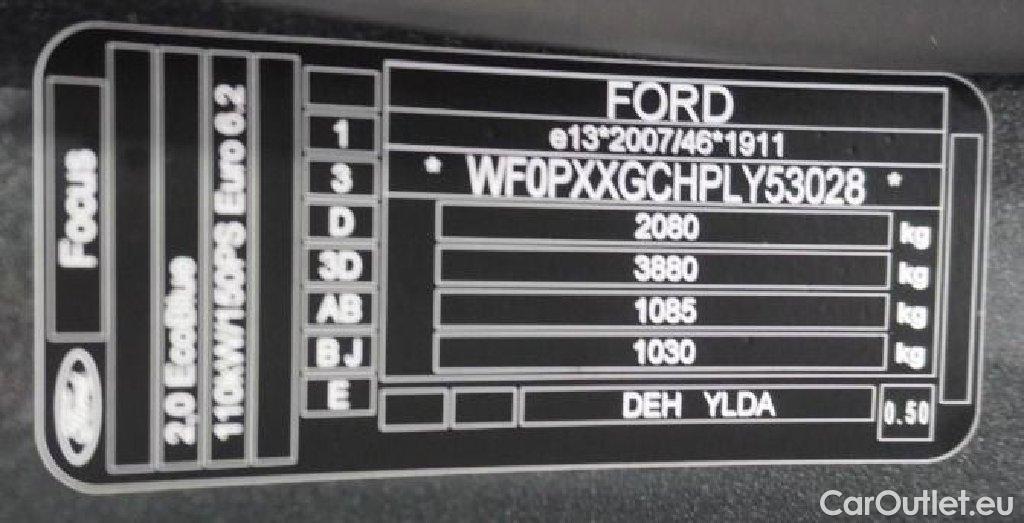 Focus
Ford
2.0 EcoBlue
110kW/150PS Euro 6.2
1
3
D
3D
AB
BJ
E
FORD
e13*2007/46*1911
* WF0PXXGCHPLY53028 *
2080 kg
3880 kg
1085 kg
1030 kg
DEH YLDA
0.50
CarOutlet.eu